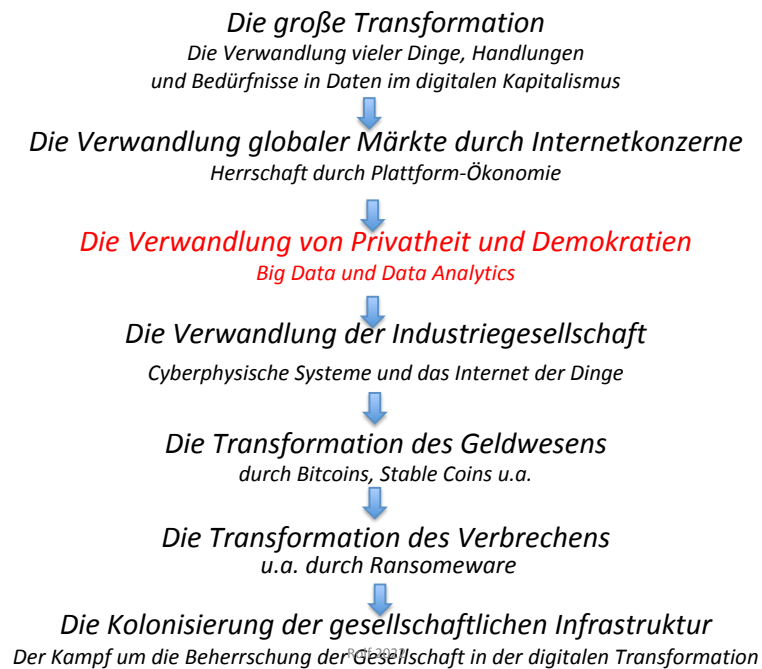 Die große Transformation
Die Verwandlung vieler Dinge, Handlungen
und Bedürfnisse in Daten im digitalen Kapitalismus
Die Verwandlung globaler Märkte durch Internetkonzerne
Herrschaft durch Plattform-Ökonomie
Die Verwandlung von Privatheit und Demokratien
Big Data und Data Analytics
Die Verwandlung der Industriegesellschaft
Cyberphysische Systeme und das Internet der Dinge
Die Transformation des Geldwesens
durch Bitcoins, Stable Coins u.a.
Die Transformation des Verbrechens
u.a. durch Ransomeware
Die Kolonisierung der gesellschaftlichen Infrastruktur
Der Kampf um die Beherrschung der Gesellschaft in der digitalen Transformation